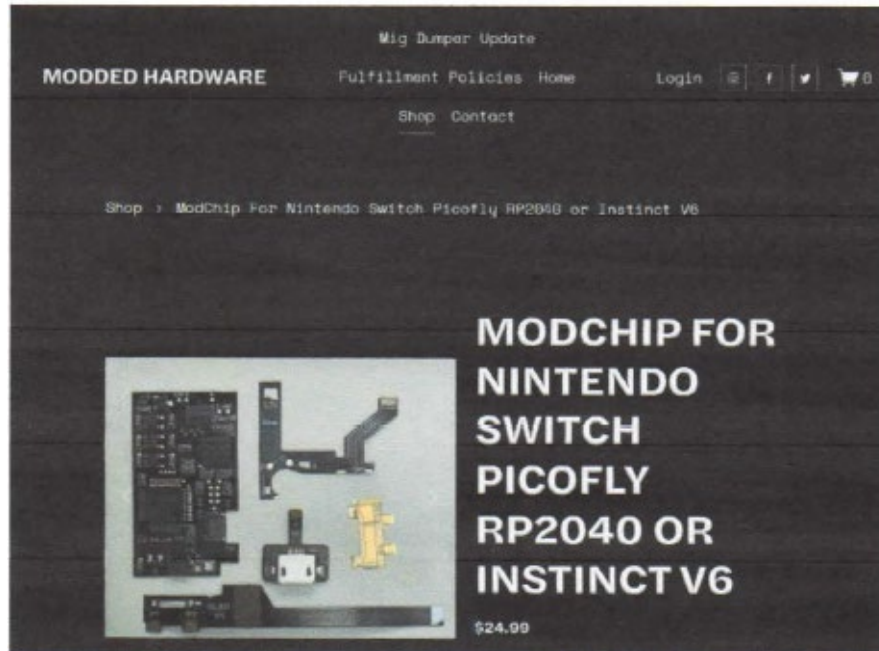 Mig Dumper Update
MODDED HARDWARE
Fulfillment Policies Home
Login
0
Shop Contact
Shop › ModChip For Nintendo Switch Picofly RP2040 or Instinct V6
MODCHIP FOR
NINTENDO
SWITCH
PICOFLY
RP2040 OR
INSTINCT V6
$24.99